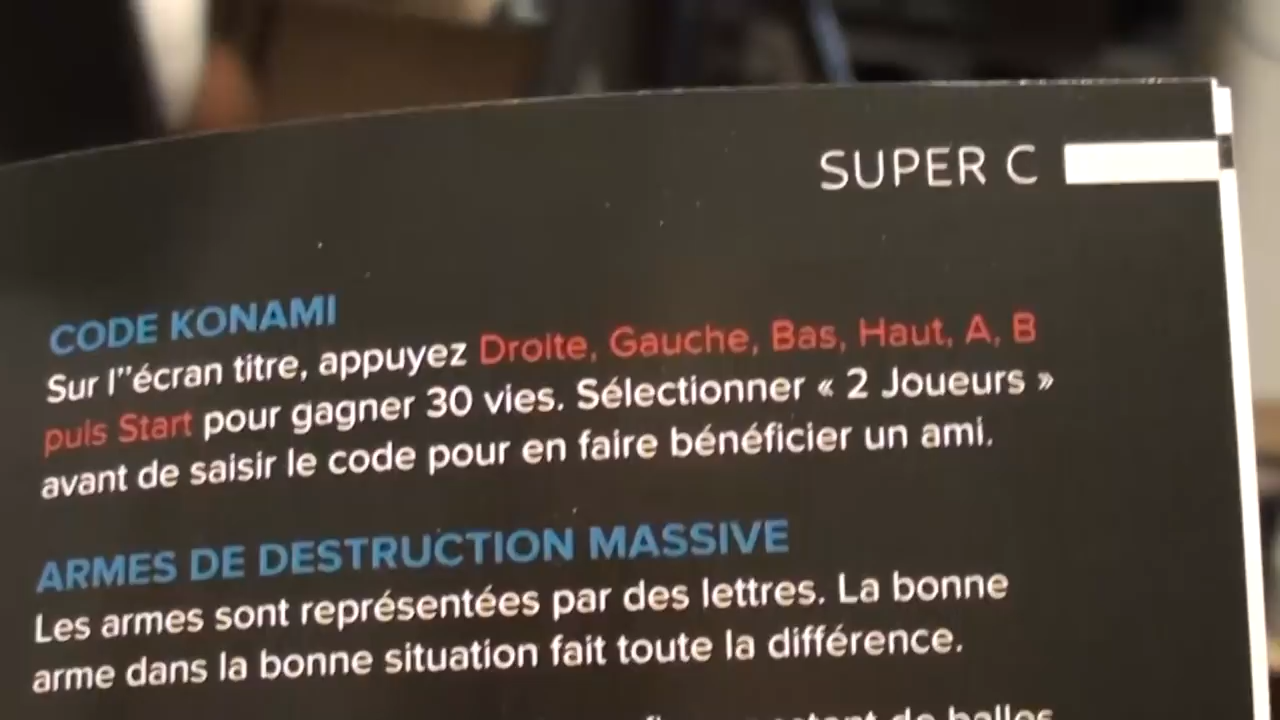 SUPER C
CODE KONAMI
Sur l"écran titre, appuyez Droite, Gauche, Bas, Haut, A, B
puis Start pour gagner 30 vies. Sélectionner « 2 Joueurs »
avant de saisir le code pour en faire bénéficier un ami.
ARMES DE DESTRUCTION MASSIVE
Les armes sont représentées par des lettres. La bonne
arme dans la bonne situation fait toute la différence.
de balles